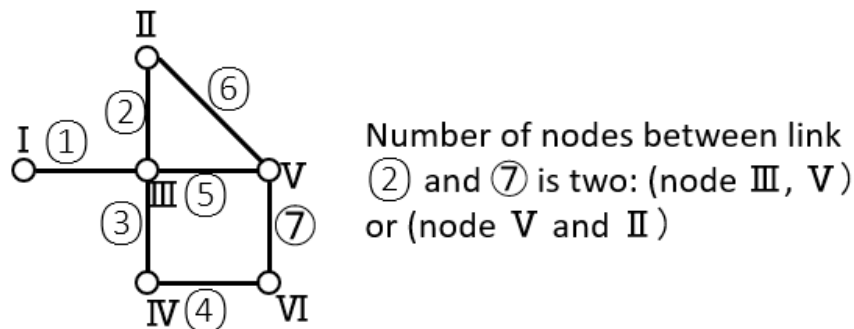 Ⅱ
⑥
②
Ⅰ ①
Ⅲ ⑤ Ⅴ
③ ⑦
Ⅳ ④ Ⅵ
Number of nodes between link
② and ⑦ is two: (node Ⅲ, Ⅴ)
or (node Ⅴ and Ⅱ)